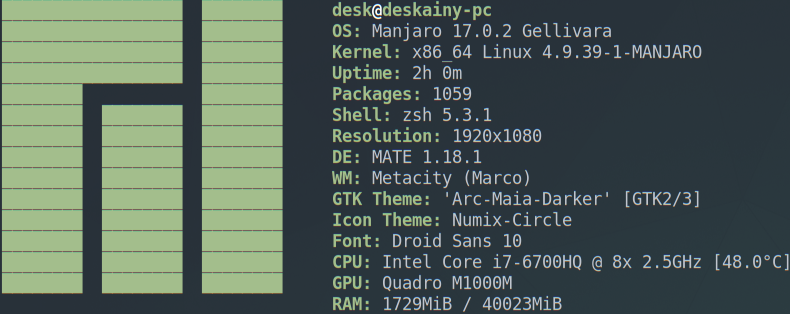 desk@deskainy-pc
OS: Manjaro 17.0.2 Gellivara
Kernel: x86_64 Linux 4.9.39-1-MANJARO
Uptime: 2h 0m
Packages: 1059
Shell: zsh 5.3.1
Resolution: 1920x1080
DE: MATE 1.18.1
WM: Metacity (Marco)
GTK Theme: 'Arc-Maia-Darker' [GTK2/3]
Icon Theme: Numix-Circle
Font: Droid Sans 10
CPU: Intel Core i7-6700HQ @ 8x 2.5GHz [48.0°C]
GPU: Quadro M1000M
RAM: 1729MiB / 40023MiB